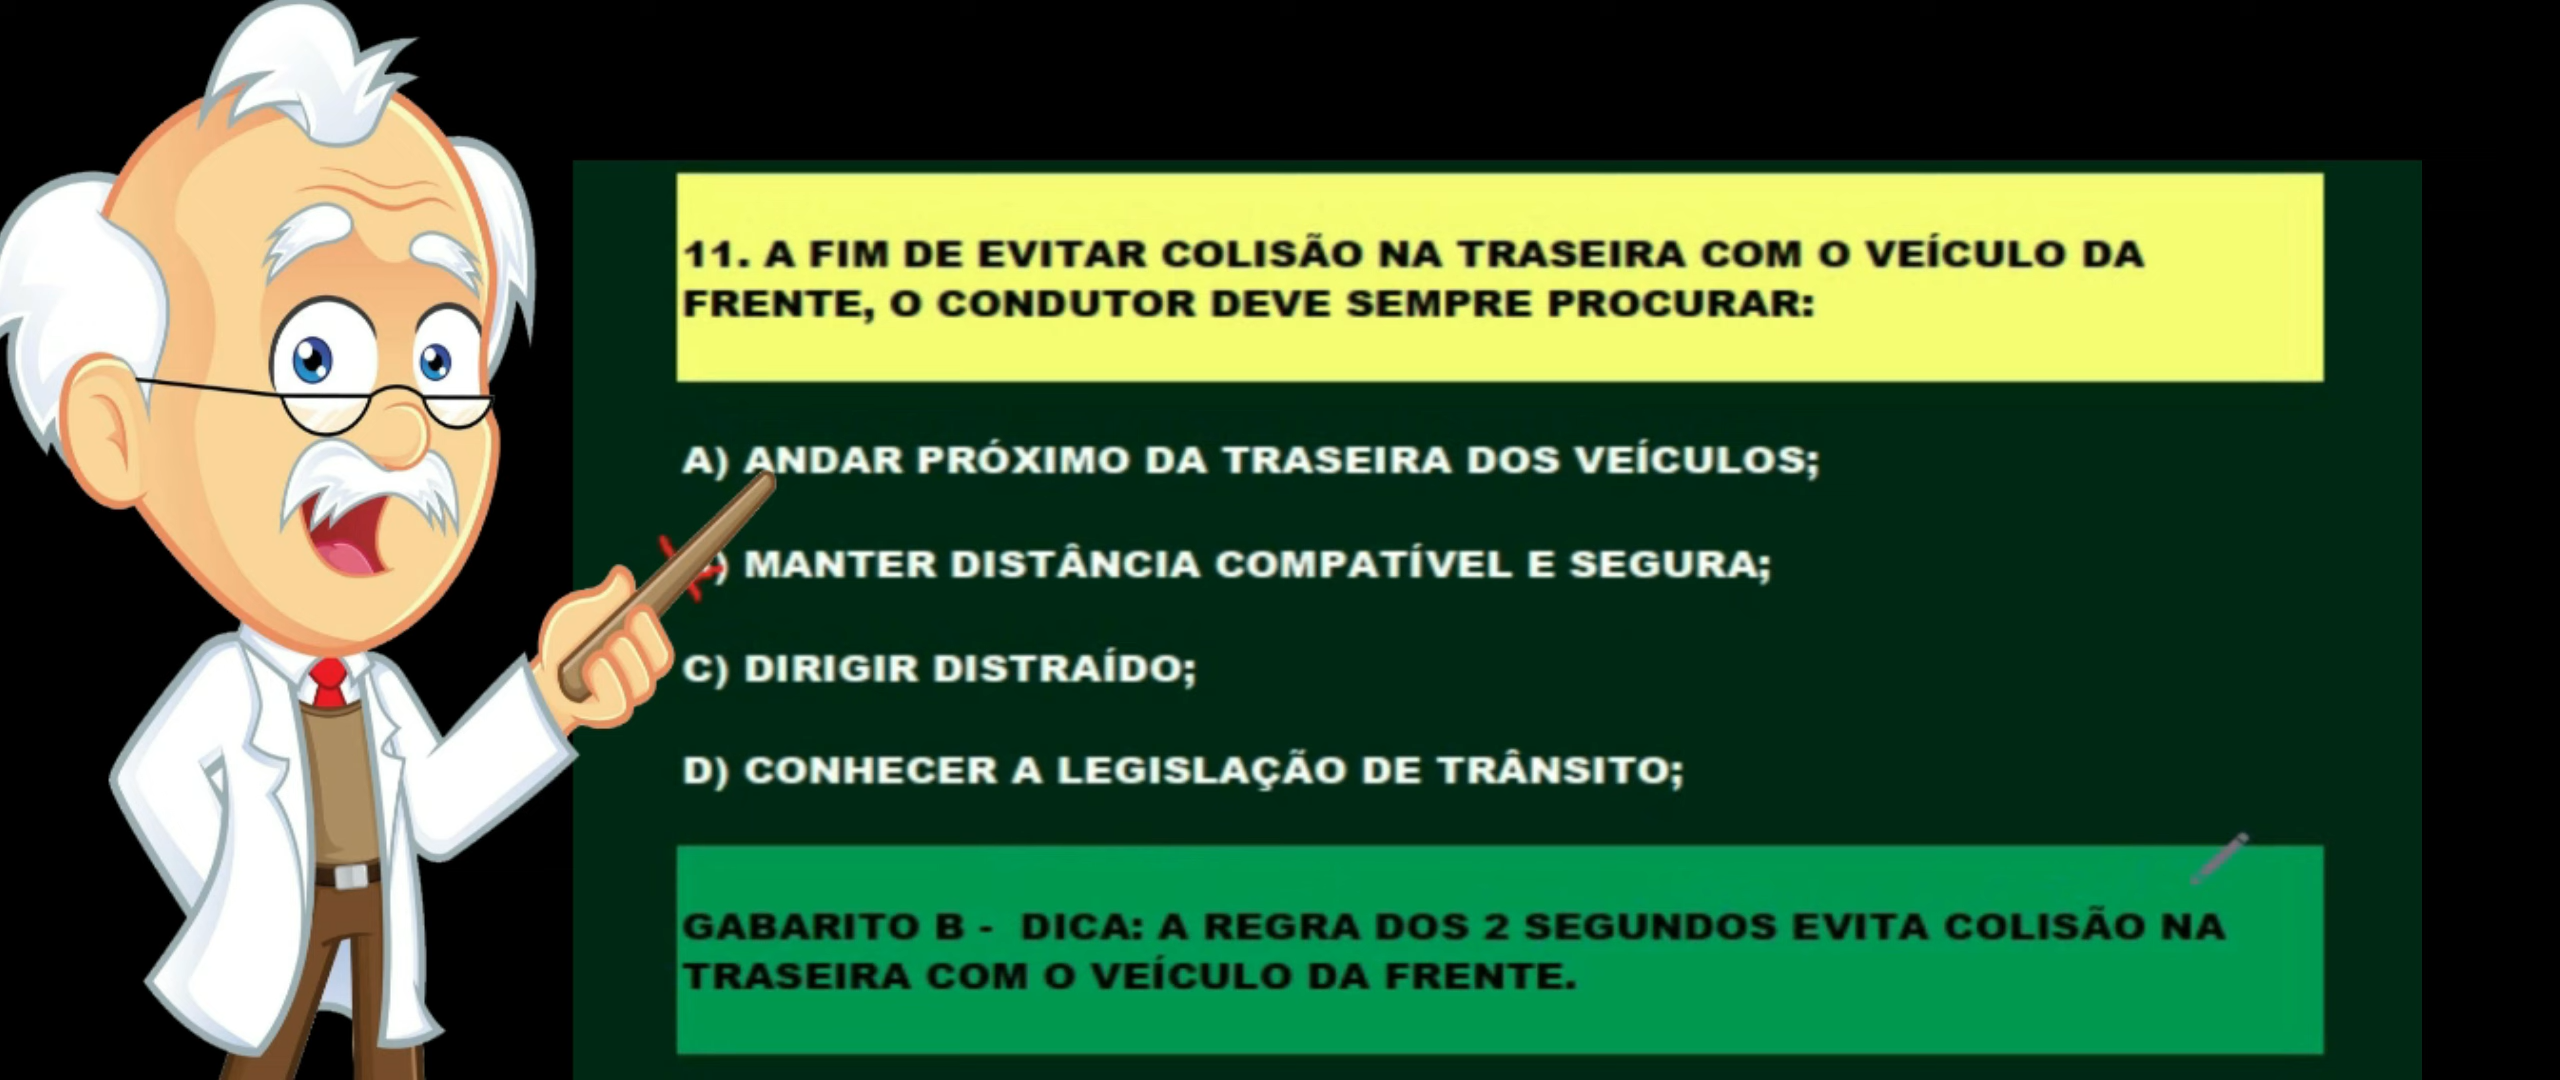 11. A FIM DE EVITAR COLISÃO NA TRASEIRA COM O VEÍCULO DA
FRENTE, O CONDUTOR DEVE SEMPRE PROCURAR:
A) ANDAR PRÓXIMO DA TRASEIRA DOS VEÍCULOS;
) MANTER DISTÂNCIA COMPATÍVEL E SEGURA;
C) DIRIGIR DISTRAÍDO;
D) CONHECER A LEGISLAÇÃO DE TRÂNSITO;
GABARITO B - DICA: A REGRA DOS 2 SEGUNDOS EVITA COLISÃO NA
TRASEIRA COM O VEÍCULO DA FRENTE.